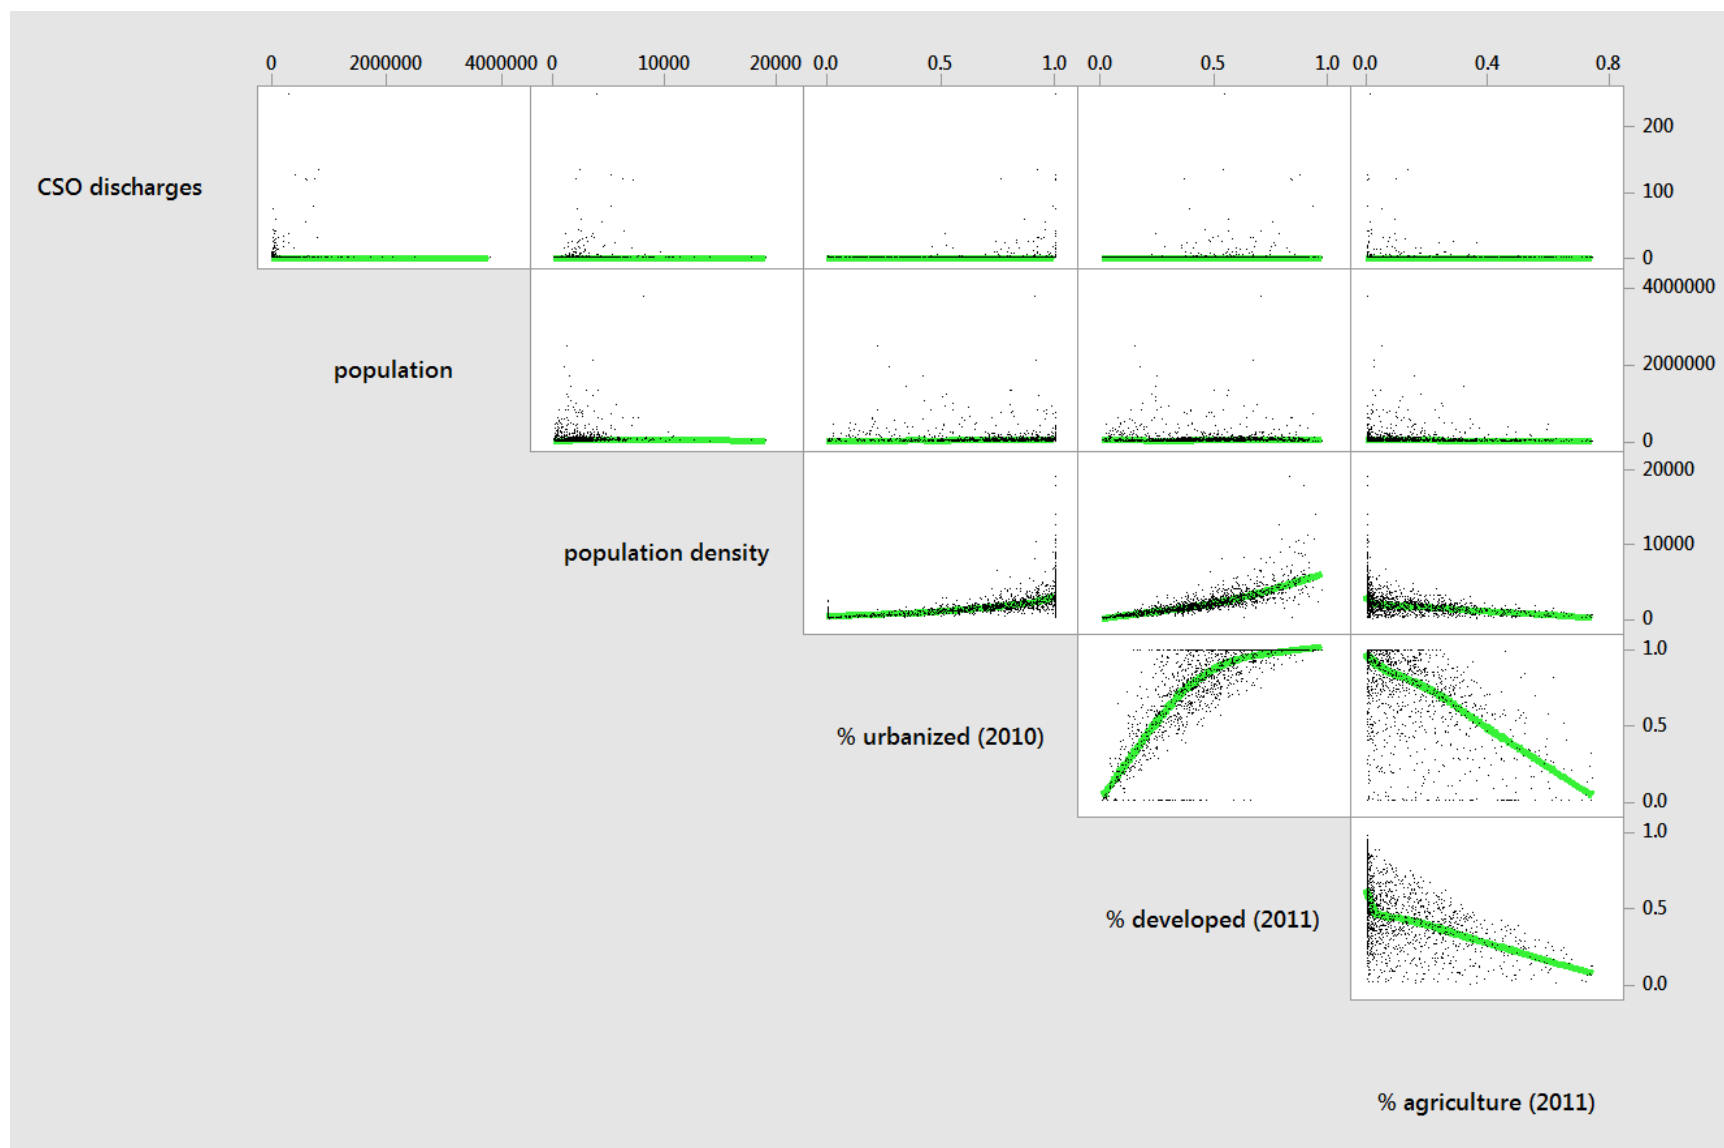 0 2000000 4000000 0 10000 20000 0.0 0.5 1.0 0.0 0.5 1.0 0.0 0.4 0.8
200
CSO discharges
100
0
4000000
population
2000000
0
20000
population density
10000
0
1.0
% urbanized (2010)
0.5
0.0
1.0
% developed (2011)
0.5
0.0
% agriculture (2011)